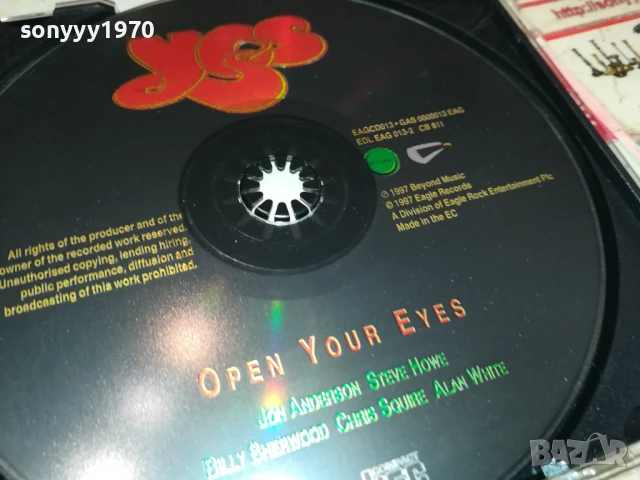 sonyyy1970
yes
http://sony
EAGCD013 • GAS 0000013 EAG
EDL EAG 013-2 CB 811
℗ 1997 Beyond Music
© 1997 Eagle Records
A Division of Eagle Rock Entertainment Plc
Made in the EC
All rights of the producer and of the
owner of the recorded work reserved.
Unauthorised copying, lending hiring,
public performance, diffusion and
broadcasting of this work prohibited.
OPEN YOUR EYES
JON ANDERSON STEVE HOWE
BILLY SHERWOOD CHRIS SQUIRE ALAN WHITE
COMPACT
BAZAR